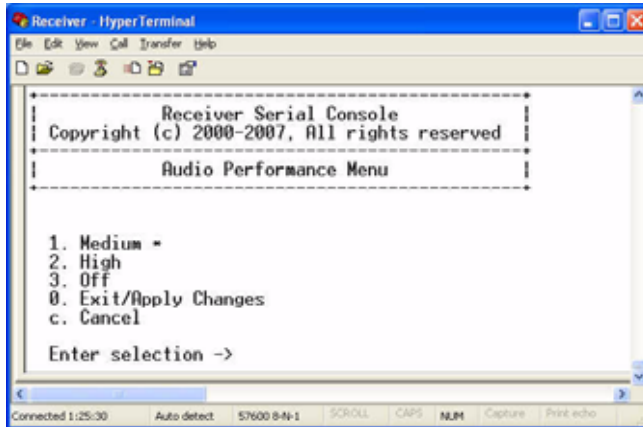 Receiver - HyperTerminal
File Edit View Call Transfer Help
Receiver Serial Console
Copyright (c) 2000-2007, All rights reserved
Audio Performance Menu
1. Medium *
2. High
3. Off
0. Exit/Apply Changes
c. Cancel
Enter selection ->
Connected 1:25:30 Auto detect 57600 8-N-1 SCROLL CAPS NUM Capture Print echo